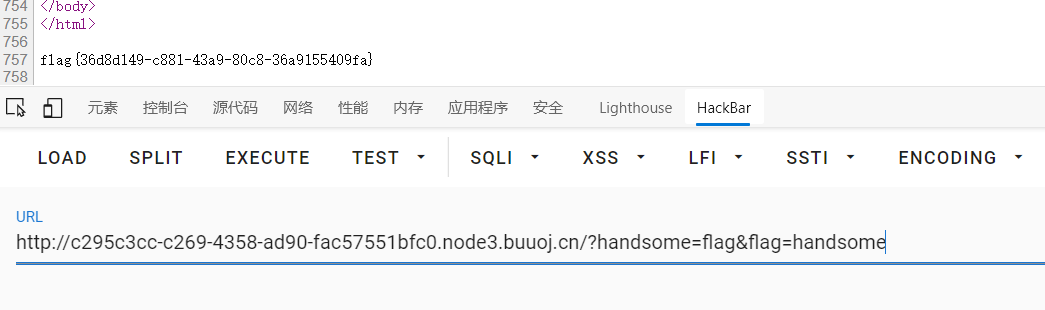 754 </body>
755 </html>
756
757 flag{36d8d149-c881-43a9-80c8-36a9155409fa}
758
元素 控制台 源代码 网络 性能 内存 应用程序 安全 Lighthouse HackBar
LOAD SPLIT EXECUTE TEST SQLI XSS LFI SSTI ENCODING
URL
http://c295c3cc-c269-4358-ad90-fac57551bfc0.node3.buuoj.cn/?handsome=flag&flag=handsome